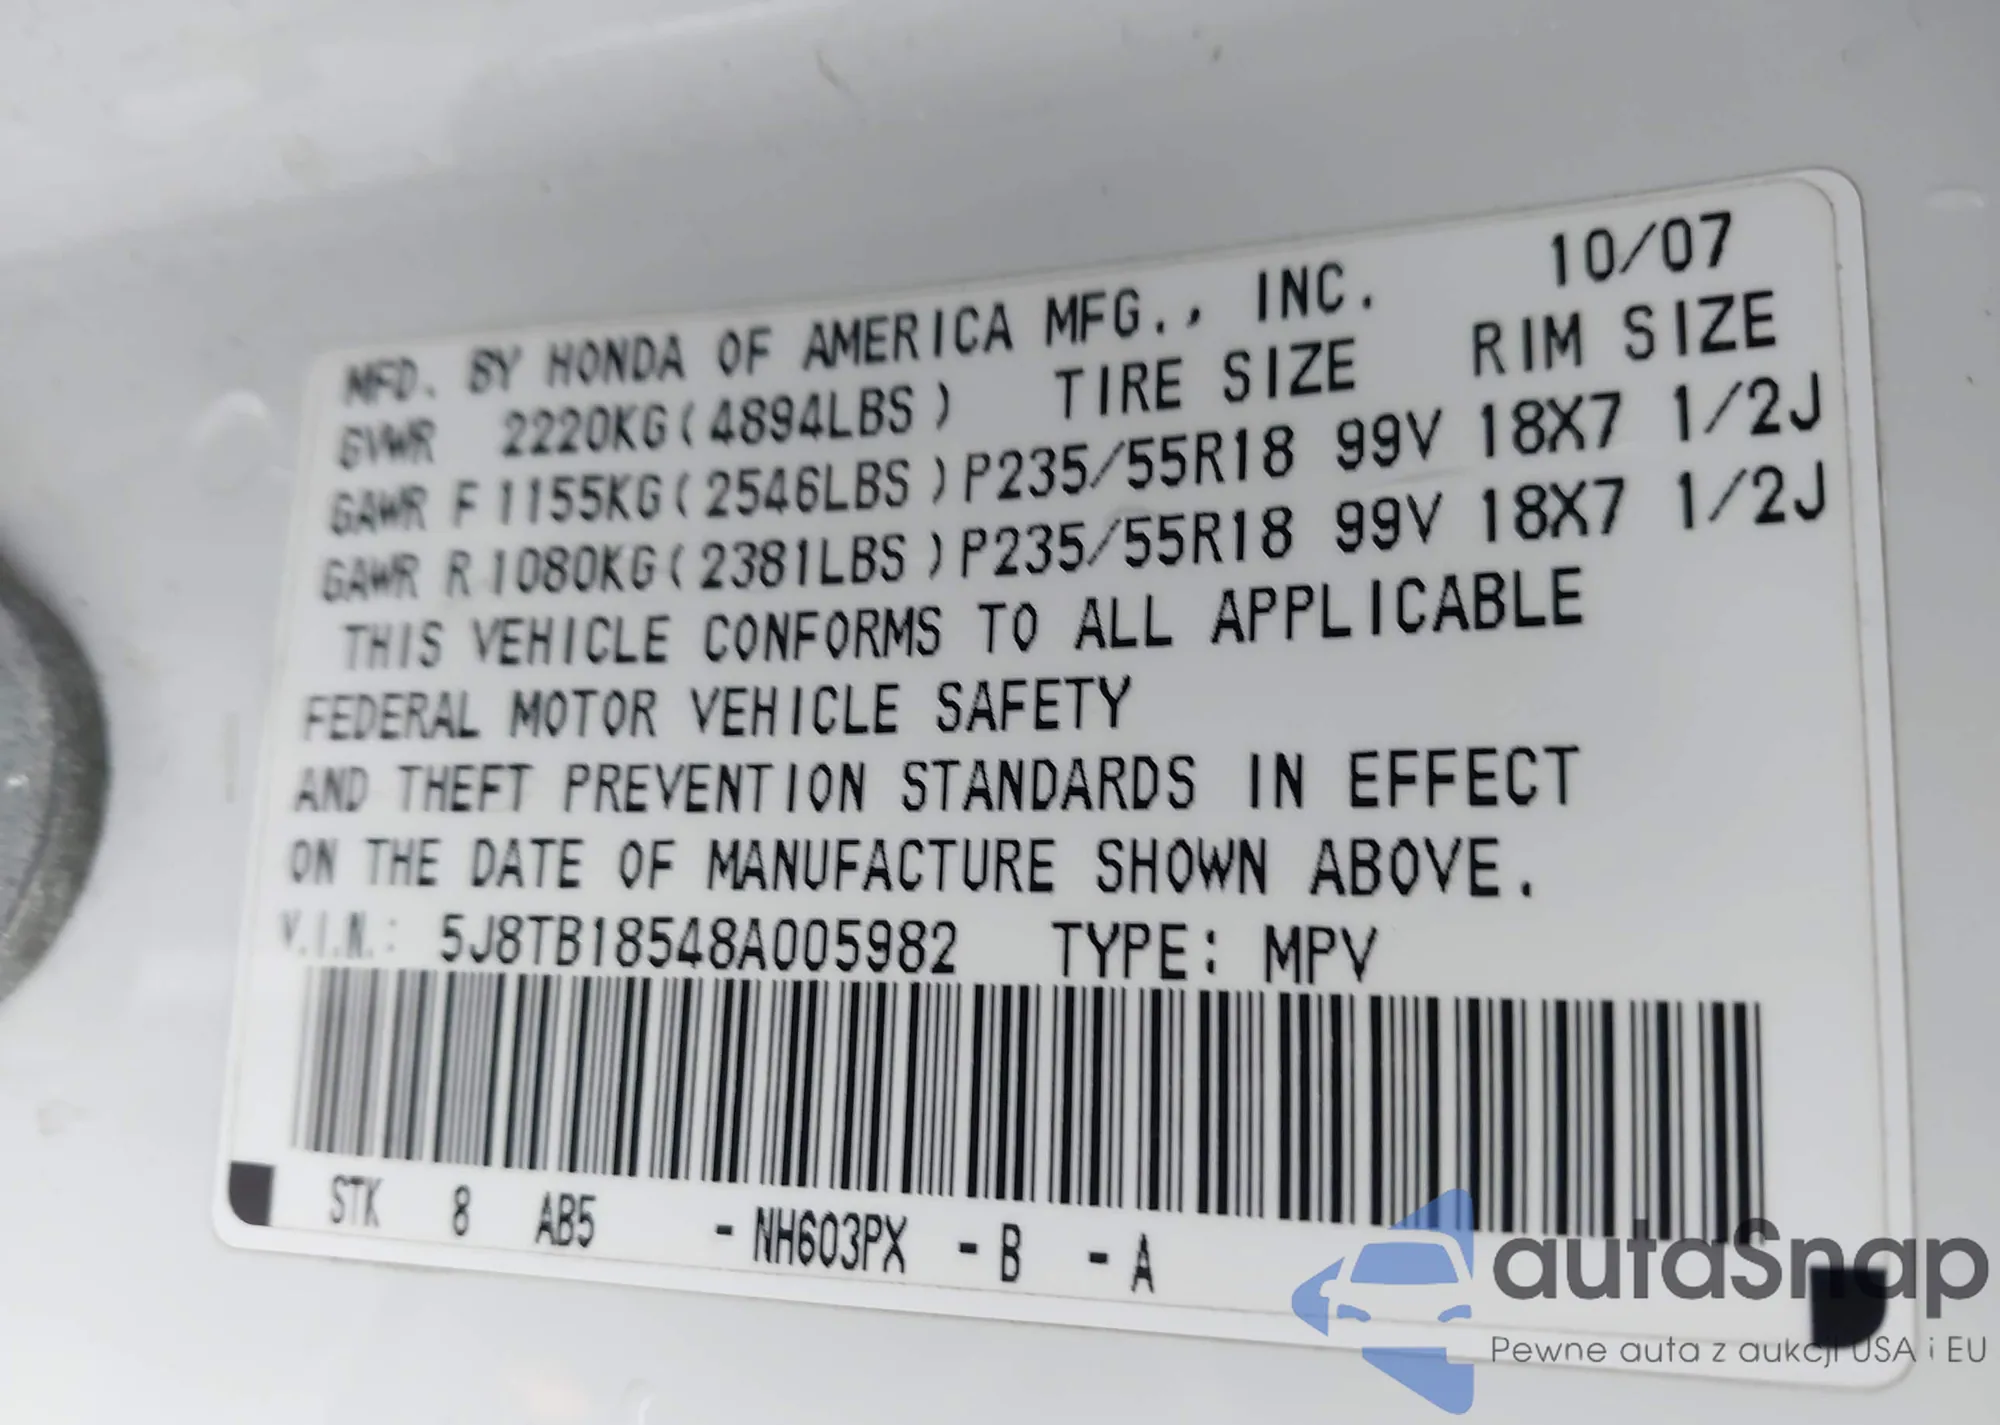 MFD. BY HONDA OF AMERICA MFG., INC. 10/07
GVWR 2220KG(4894LBS) TIRE SIZE RIM SIZE
GAWR F 1155KG(2546LBS)P235/55R18 99V 18X7 1/2J
GAWR R 1080KG(2381LBS)P235/55R18 99V 18X7 1/2J
THIS VEHICLE CONFORMS TO ALL APPLICABLE
FEDERAL MOTOR VEHICLE SAFETY
AND THEFT PREVENTION STANDARDS IN EFFECT
ON THE DATE OF MANUFACTURE SHOWN ABOVE.
V.I.N.: 5J8TB18548A005982 TYPE: MPV
STK 8 AB5 - NH603PX - B - A
autaSnap
Pewne auta z aukcji USA i EU